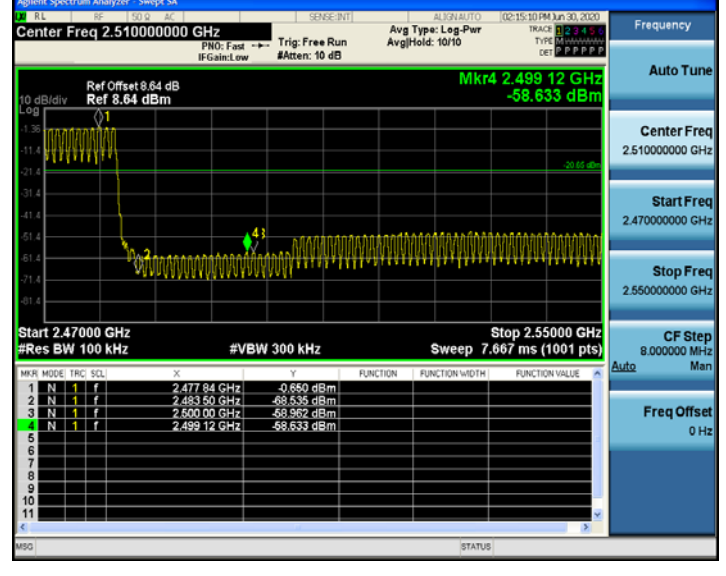 Agilent Spectrum Analyzer - Swept SA
RL RF 50 Ω AC SENSE:INT ALIGNAUTO 02:15:10 PM Jun 30, 2020
Center Freq 2.510000000 GHz
PNO: Fast
IFGain:Low
Trig: Free Run
#Atten: 10 dB
Avg Type: Log-Pwr
Avg|Hold: 10/10
TRACE 1 2 3 4 5 6
TYPE M WWWWW
DET P P P P P P
Ref Offset 8.64 dB
Ref 8.64 dBm
10 dB/div
Log
Mkr4 2.499 12 GHz
-58.633 dBm
1
-1.36
-11.4
-20.65 dBm
-21.4
-31.4
-41.4
-51.4
4 3
2
-61.4
-71.4
-81.4
Start 2.47000 GHz
#Res BW 100 kHz
#VBW 300 kHz
Stop 2.55000 GHz
Sweep 7.667 ms (1001 pts)
MKR MODE TRC SCL X Y FUNCTION FUNCTION WIDTH FUNCTION VALUE
1 N 1 f 2.477 84 GHz -0.650 dBm
2 N 1 f 2.483 50 GHz -68.535 dBm
3 N 1 f 2.500 00 GHz -58.962 dBm
4 N 1 f 2.499 12 GHz -58.633 dBm
5
6
7
8
9
10
11
MSG
STATUS
Frequency
Auto Tune
Center Freq
2.510000000 GHz
Start Freq
2.470000000 GHz
Stop Freq
2.550000000 GHz
CF Step
8.000000 MHz
Auto Man
Freq Offset
0 Hz